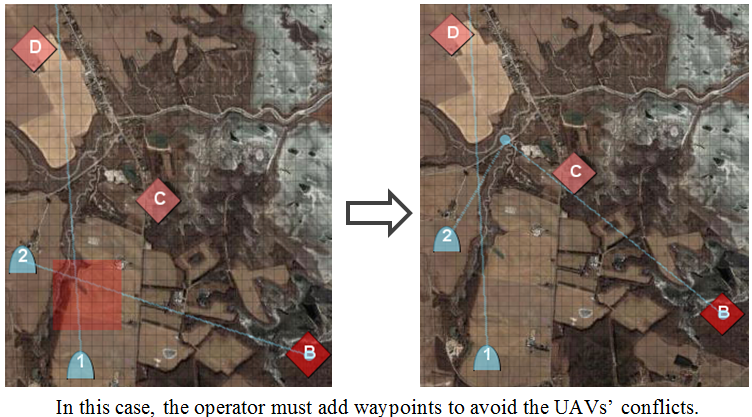 D
D
C
C
2
2
B
B
1
1
In this case, the operator must add waypoints to avoid the UAVs’ conflicts.